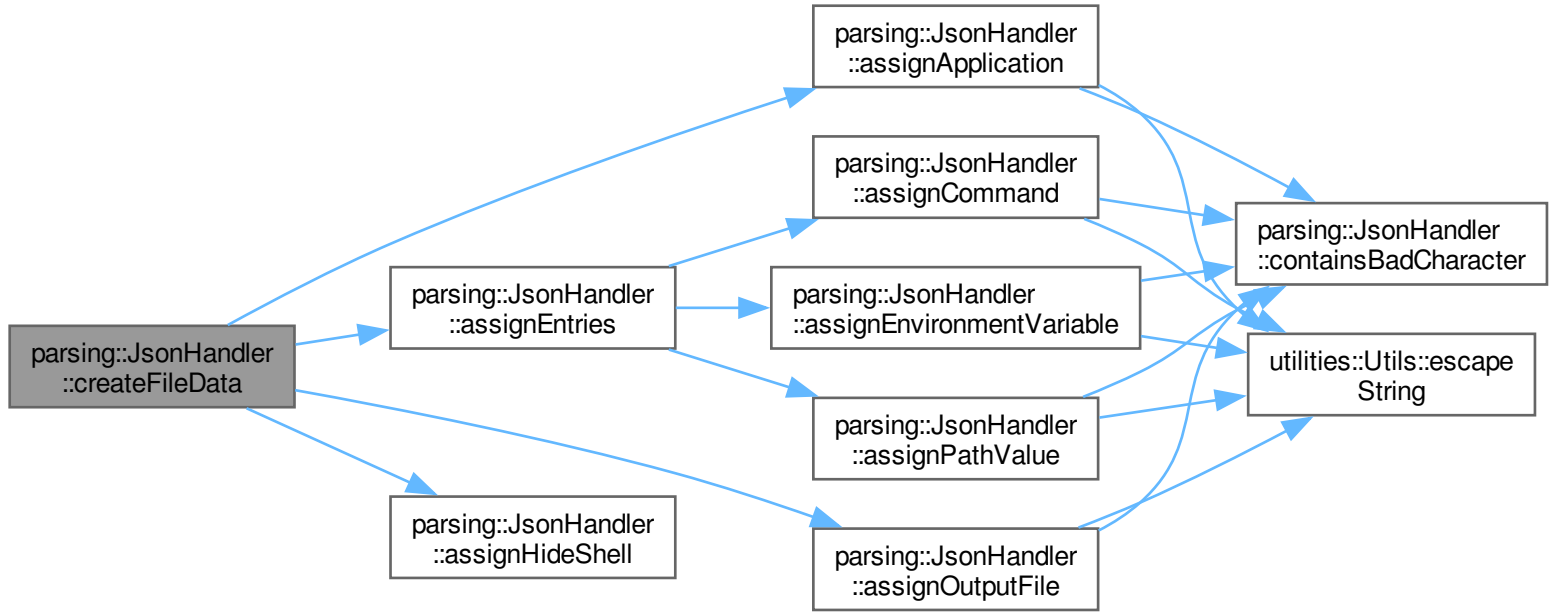 parsing::JsonHandler
::createFileData
parsing::JsonHandler
::assignApplication
parsing::JsonHandler
::assignEntries
parsing::JsonHandler
::assignCommand
parsing::JsonHandler
::assignEnvironmentVariable
parsing::JsonHandler
::assignPathValue
parsing::JsonHandler
::assignHideShell
parsing::JsonHandler
::assignOutputFile
parsing::JsonHandler
::containsBadCharacter
utilities::Utils::escape
String